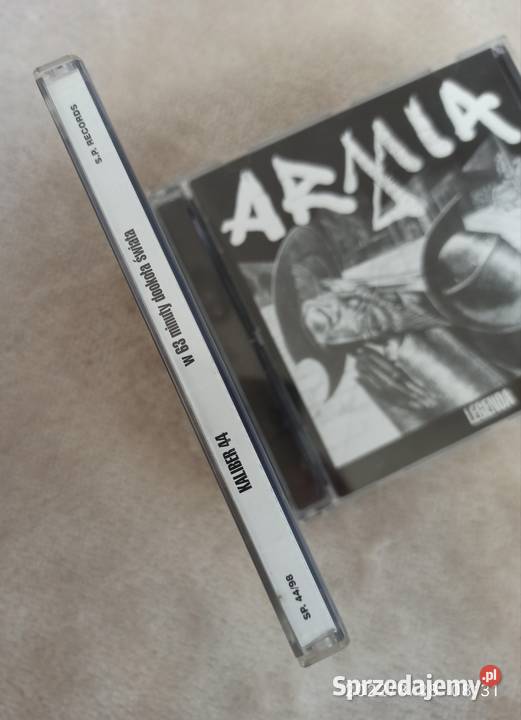 S.P. RECORDS
W 63 minuty dookoła Świata
KALIBER 44
SP. 44/98
ARMIA
LEGENDA
Sprzedajemy.pl